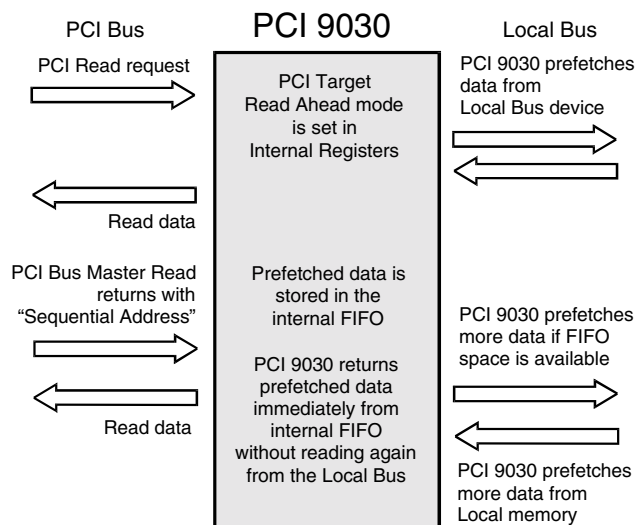 PCI Bus
PCI 9030
Local Bus
PCI Read request
PCI Target
Read Ahead mode
is set in
Internal Registers
PCI 9030 prefetches
data from
Local Bus device
Read data
PCI Bus Master Read
returns with
“Sequential Address”
Prefetched data is
stored in the
internal FIFO
PCI 9030 prefetches
more data if FIFO
space is available
PCI 9030 returns
prefetched data
immediately from
internal FIFO
without reading again
from the Local Bus
Read data
PCI 9030 prefetches
more data from
Local memory